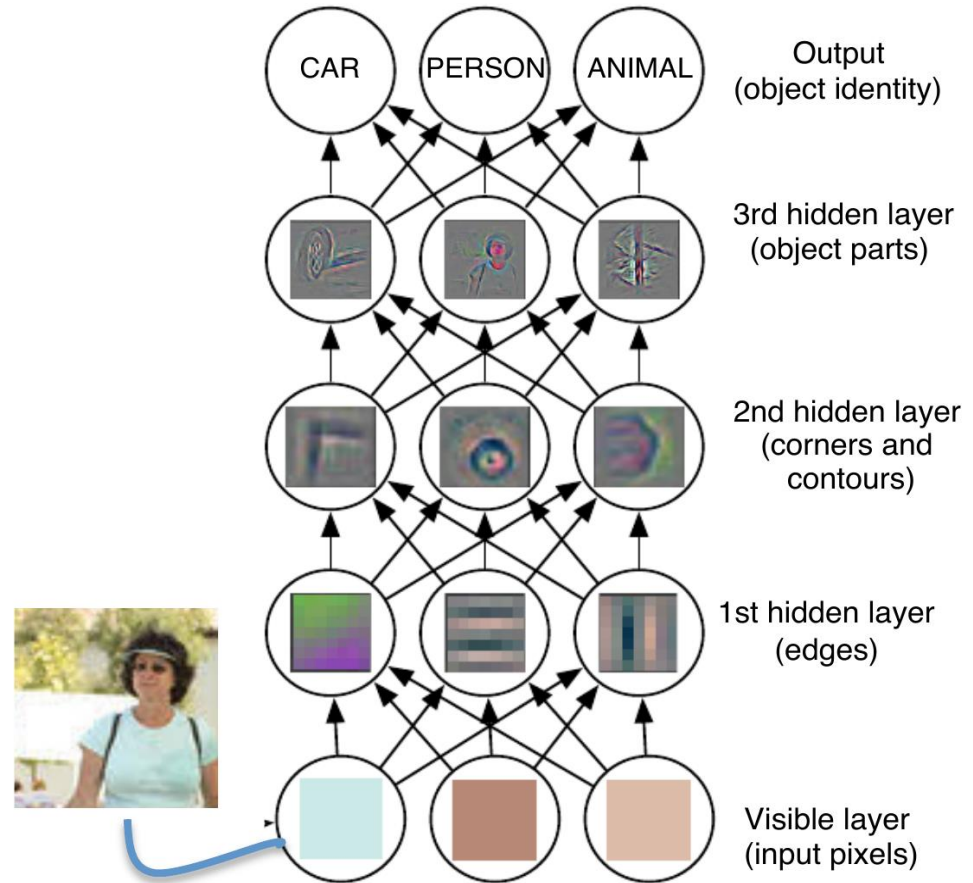 CAR
PERSON
ANIMAL
Output
(object identity)
3rd hidden layer
(object parts)
2nd hidden layer
(corners and
contours)
1st hidden layer
(edges)
Visible layer
(input pixels)